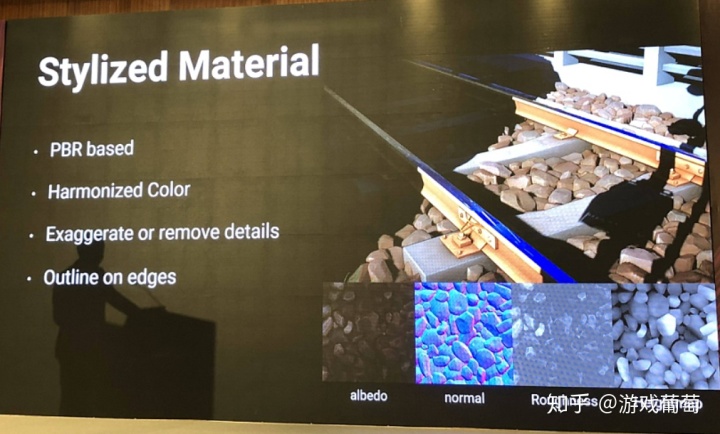 Stylized Material
• PBR based
• Harmonized Color
• Exaggerate or remove details
• Outline on edges
albedo
normal
Roughness
知乎 @游戏葡萄